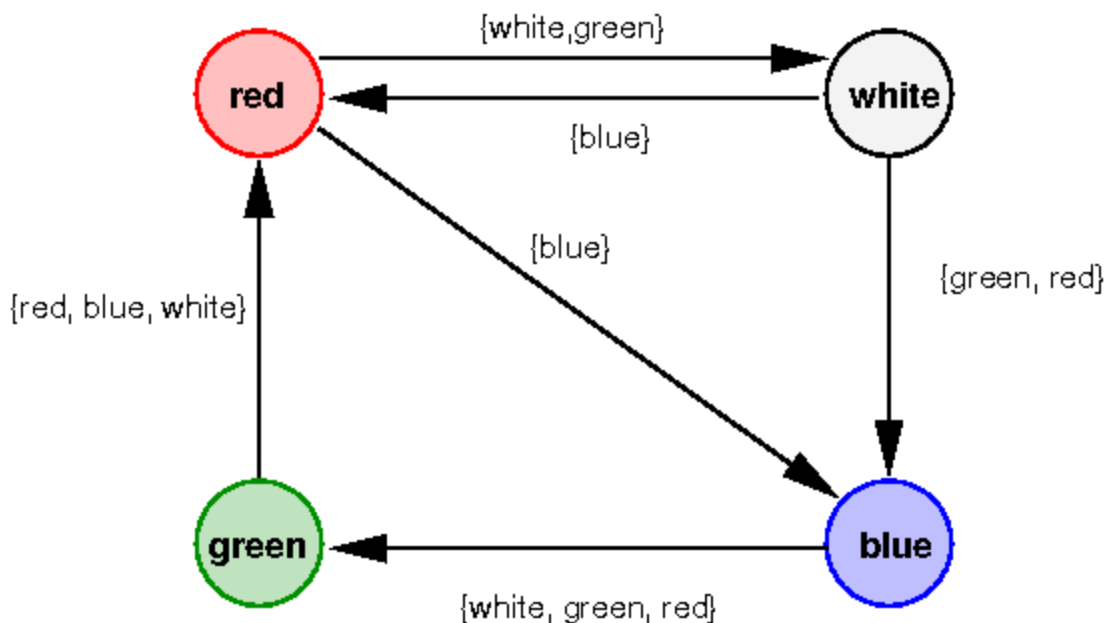 {white,green}
red
white
{blue}
{blue}
{green, red}
{red, blue, white}
green
blue
{white, green, red}